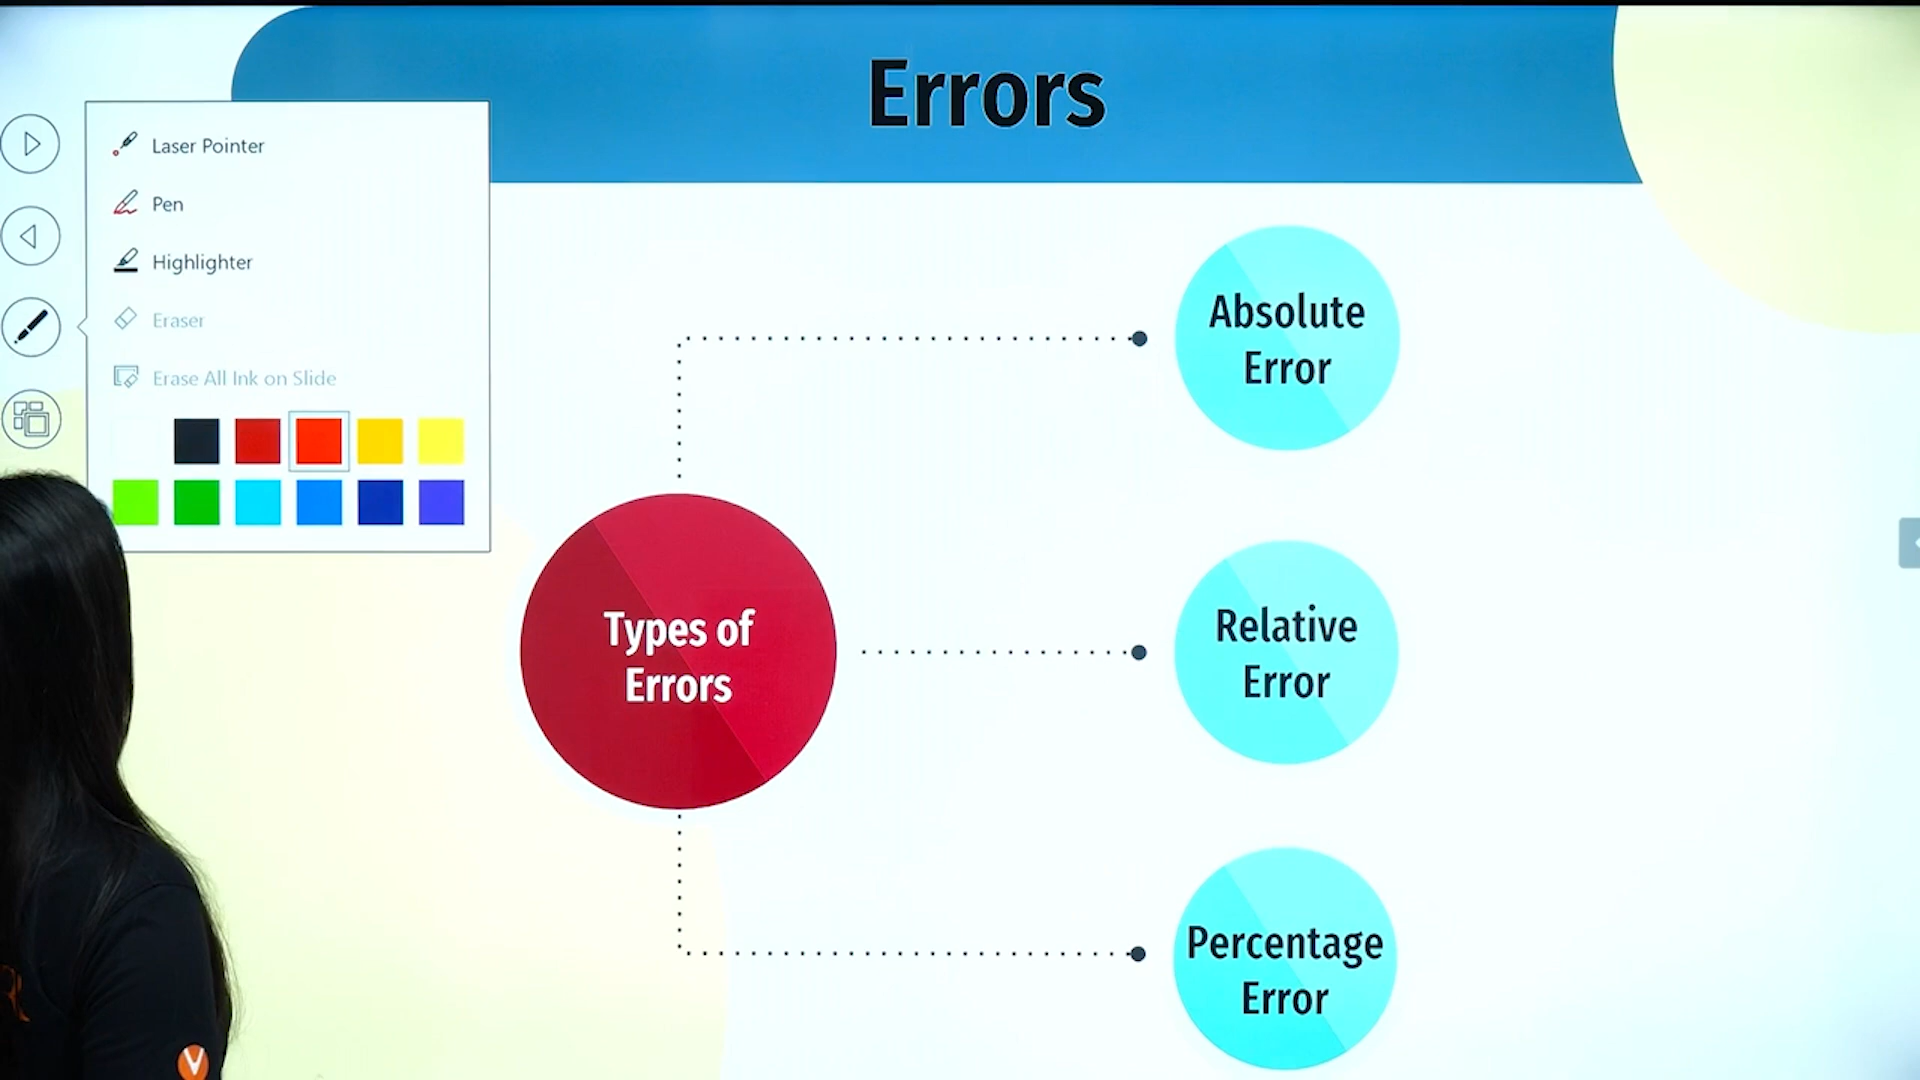 Errors
Laser Pointer
Pen
Highlighter
Eraser
Erase All Ink on Slide
Absolute
Error
Types of
Errors
Relative
Error
Percentage
Error
V